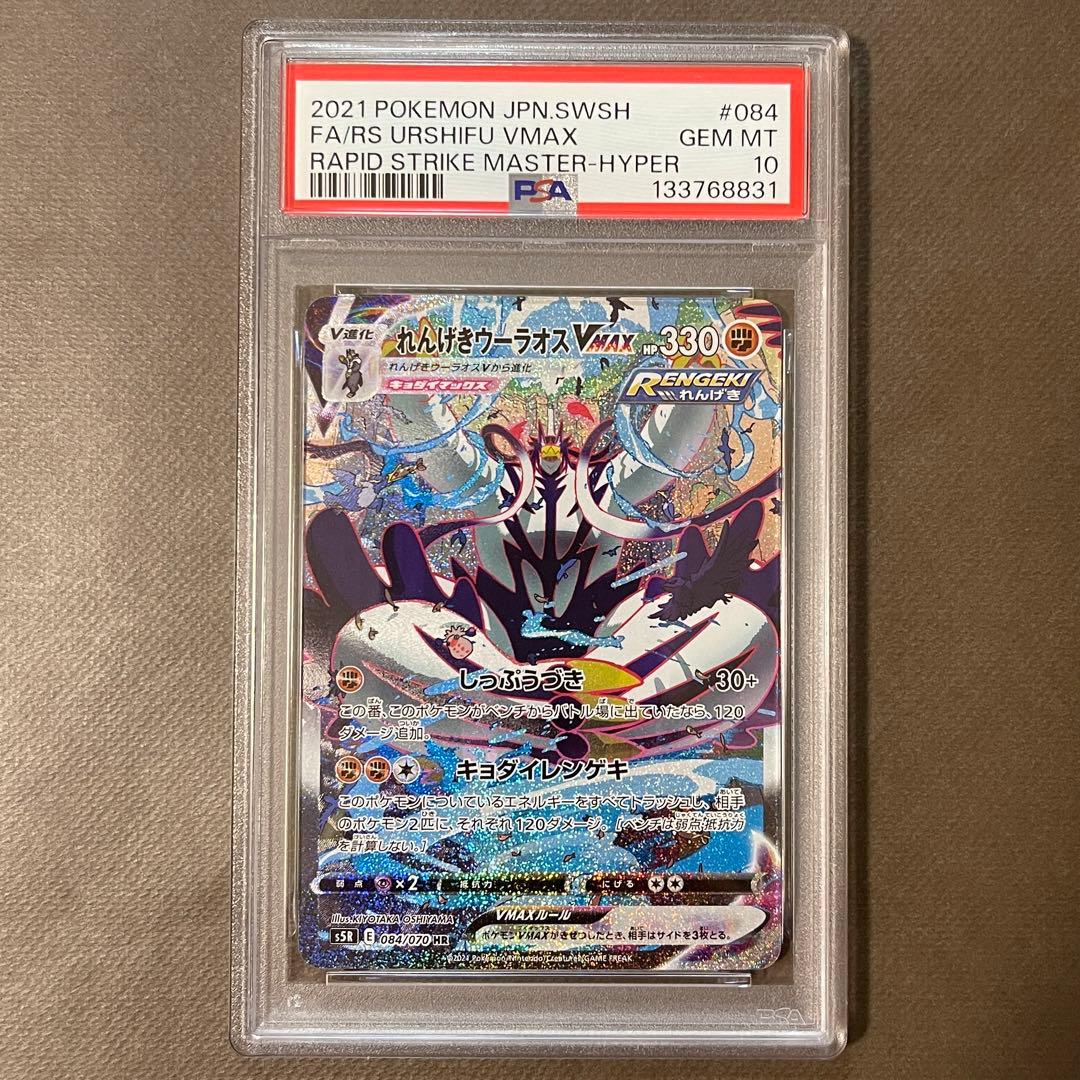 2021 POKEMON JPN.SWSH #084
FA/RS URSHIFU VMAX GEM MT
RAPID STRIKE MASTER-HYPER 10
PSA 133768831
V進化 れんげきウーラオス VMAX HP 330
れんげきウーラオスVから進化
キョダイマックス
RENGEKI
れんげき
しっぷうづき 30+
この番、このポケモンがベンチからバトル場に出ていたなら、120
ダメージ追加。
キョダイレンゲキ
このポケモンについているエネルギーをすべてトラッシュし、相手
のポケモン2匹に、それぞれ120ダメージ。[ベンチは弱点・抵抗力
を計算しない。]
弱点 ×2 抵抗力 にげる
Illus. KIYOTAKA OSHIYAMA
VMAXルール
s5R E 084/070 HR
ポケモンVMAXがきぜつしたとき、相手はサイドを3枚とる。
©2021 Pokémon/Nintendo/Creatures/GAME FREAK
PSA